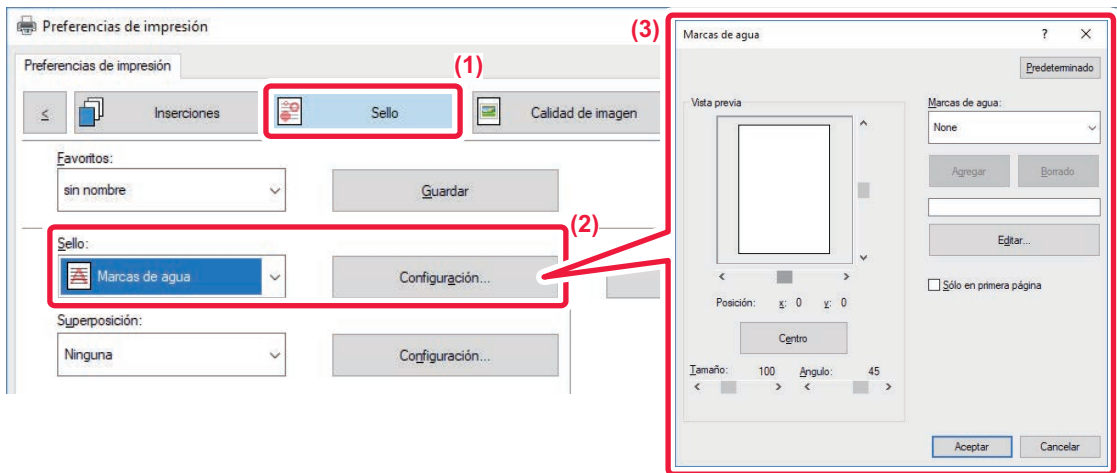 Preferencias de impresión
Preferencias de impresión
(1)
≤ Inserciones Sello Calidad de imagen
Favoritos:
sin nombre Guardar
(2)
Sello:
Marcas de agua Configuración...
Superposición:
Ninguna Configuración...
(3)
Marcas de agua ? ×
Predeterminado
Vista previa
Marcas de agua:
None
Agregar Borrado
Editar...
Sólo en primera página
Posición: x: 0 y: 0
Centro
Tamaño: 100 Angulo: 45
Aceptar Cancelar